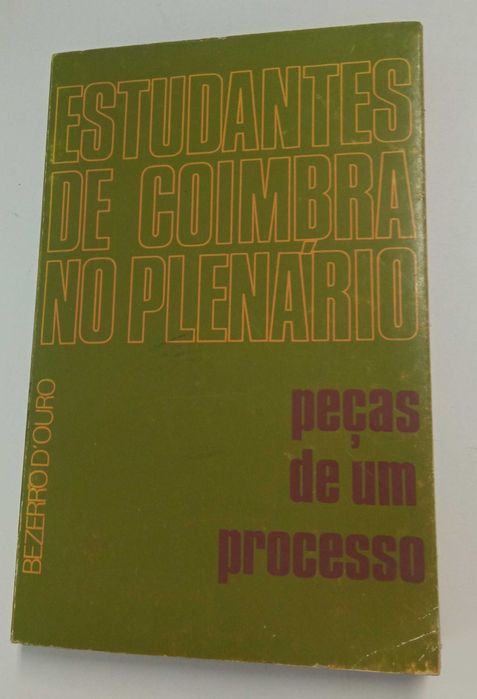 ESTUDANTES
DE COIMBRA
NO PLENÁRIO
peças
de um
processo
BEZERRO D'OURO